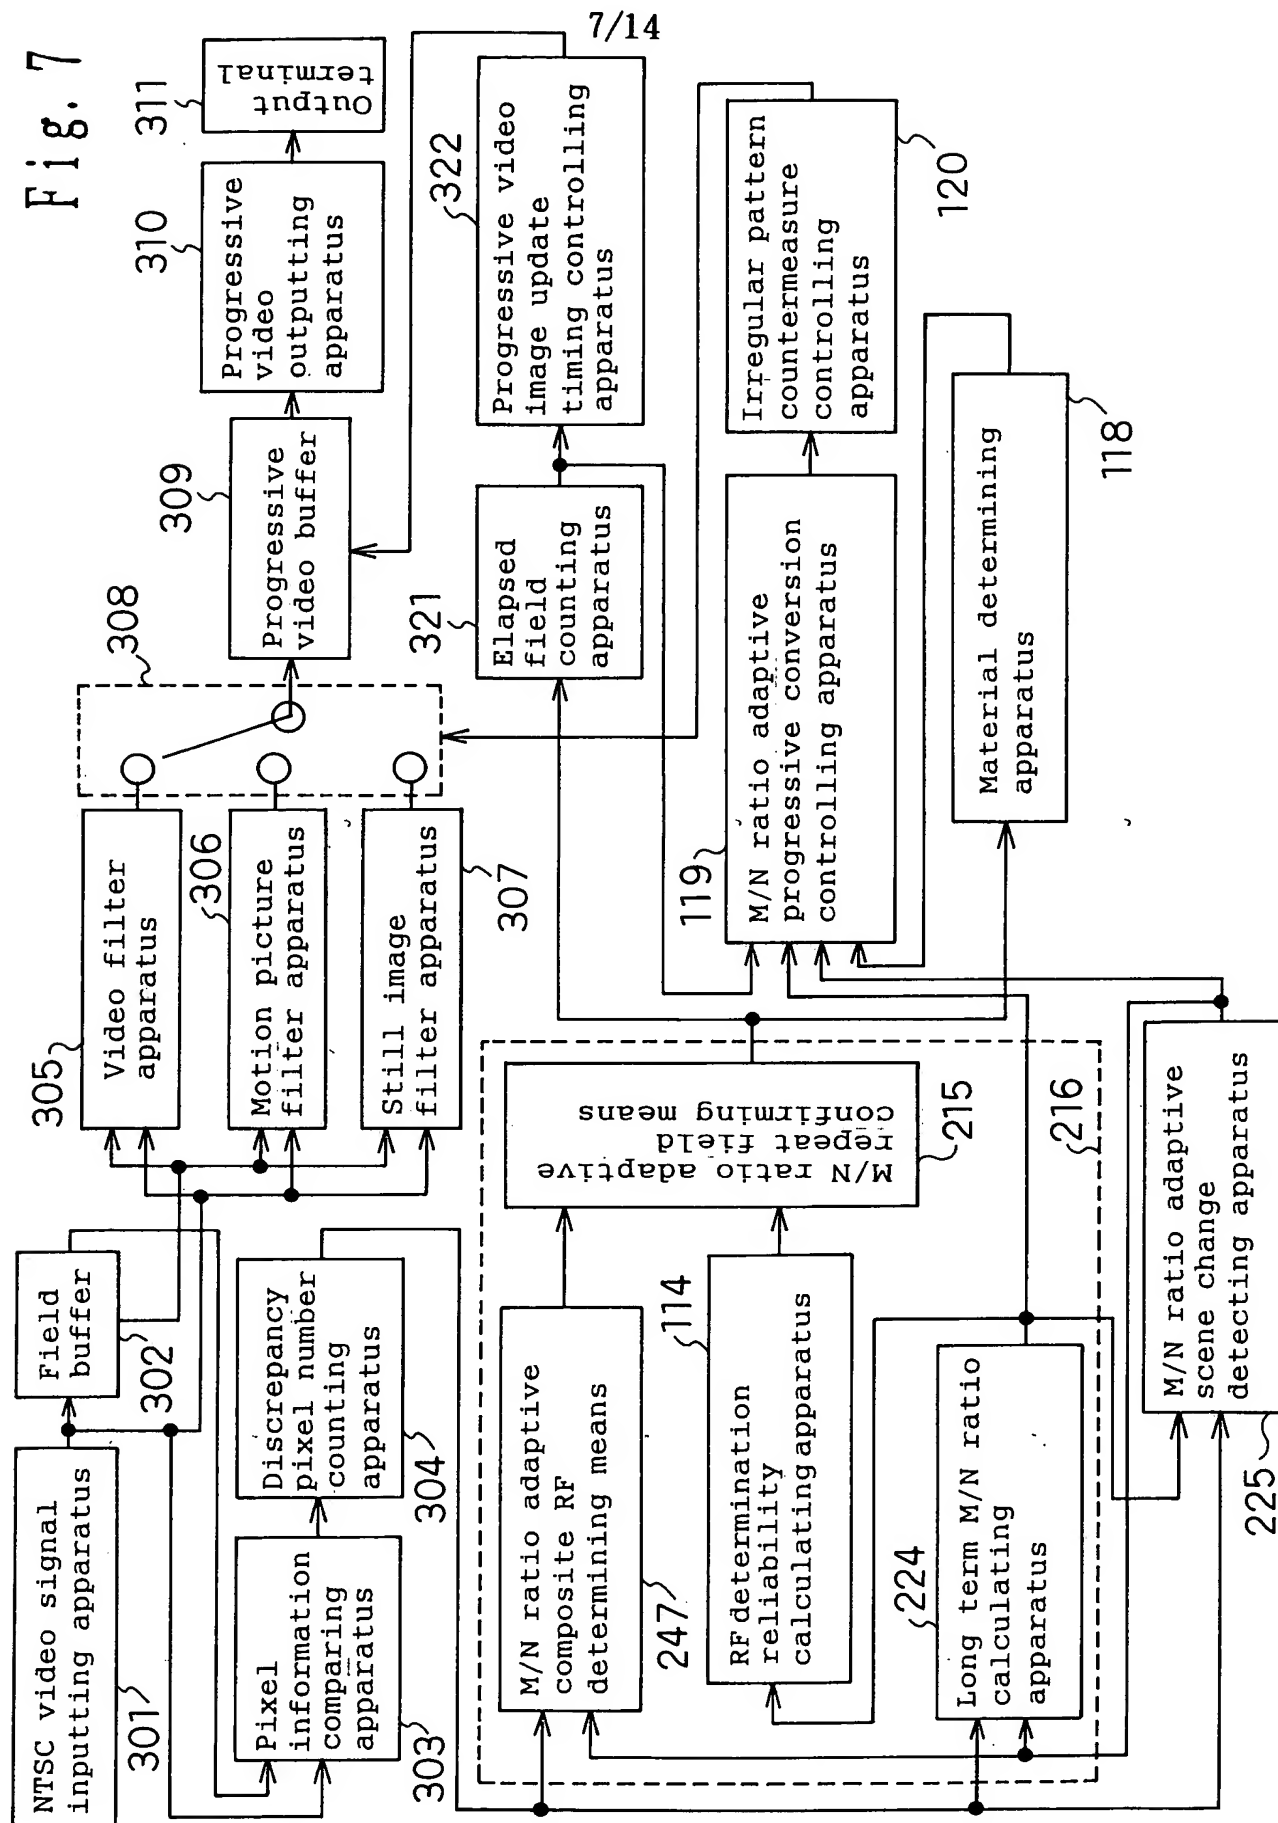 7/14
Fig. 7
NTSC video signal
inputting apparatus
301
Field
buffer
302
Pixel
information
comparing
apparatus
303
Discrepancy
pixel number
counting
apparatus
304
305
Video filter
apparatus
306
Motion picture
filter apparatus
Still image
filter apparatus
307
308
309
Progressive
video buffer
310
Progressive
video
outputting
apparatus
311
Output
terminal
321
Elapsed
field
counting
apparatus
322
Progressive video
image update
timing controlling
apparatus
M/N ratio adaptive
composite RF
determining means
247
114
RF determination
reliability
calculating apparatus
224
Long term M/N ratio
calculating
apparatus
M/N ratio adaptive
repeat field
confirming means
215
216
M/N ratio adaptive
scene change
detecting apparatus
225
119
M/N ratio adaptive
progressive conversion
controlling apparatus
Irregular pattern
countermeasure
controlling
apparatus
120
Material determining
apparatus
118